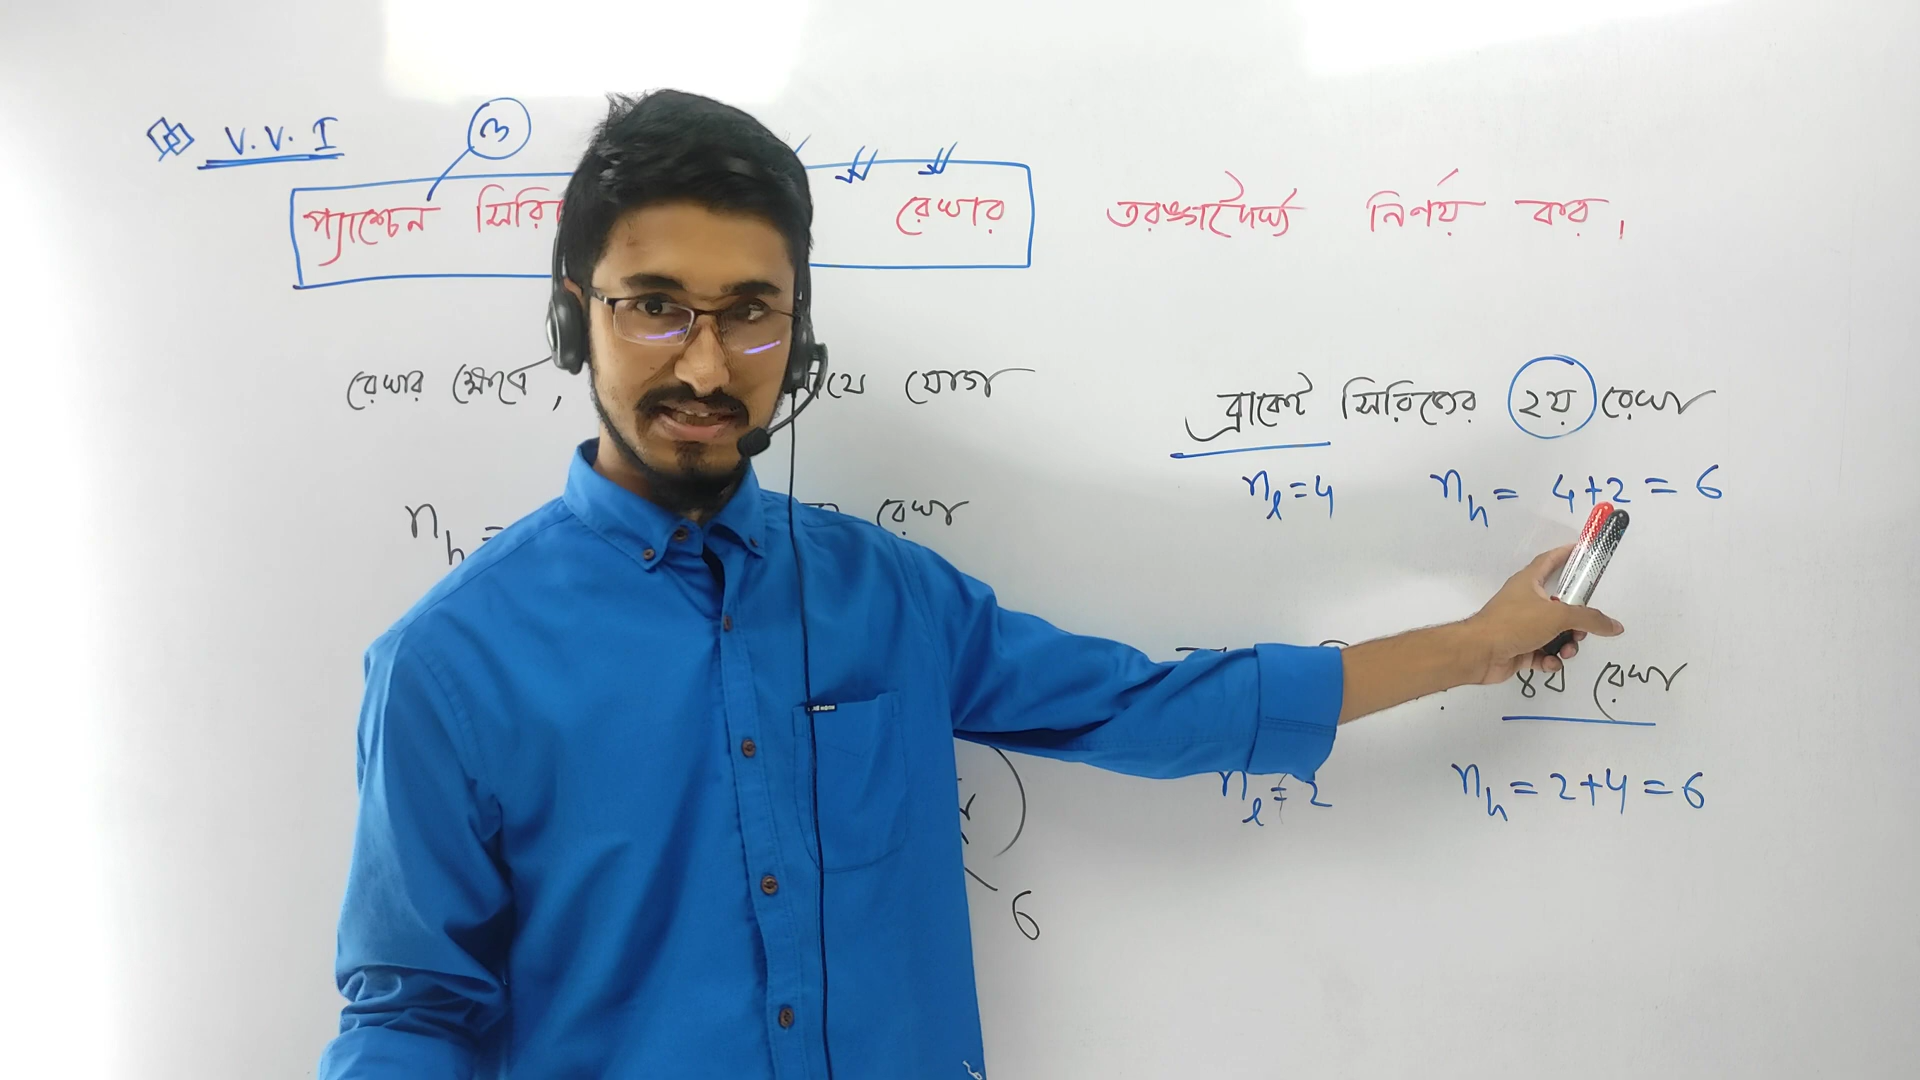 V. V. I
৩
প্যাশ্চেন সিরি রেখার তরঙ্গদৈর্ঘ্য নির্ণয় কর।
রেখার ক্ষেত্রে, যোগ
n_h = রেখা
6
ব্রাকেট সিরিজের ২য় রেখা
n_l = 4 n_h = 4+2 = 6
৪র্থ রেখা
n_l = 2 n_h = 2+4 = 6